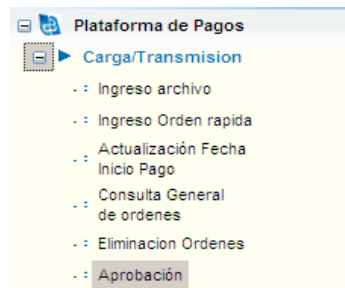 Plataforma de Pagos
Carga/Transmision
Ingreso archivo
Ingreso Orden rapida
Actualización Fecha
Inicio Pago
Consulta General
de ordenes
Eliminacion Ordenes
Aprobación